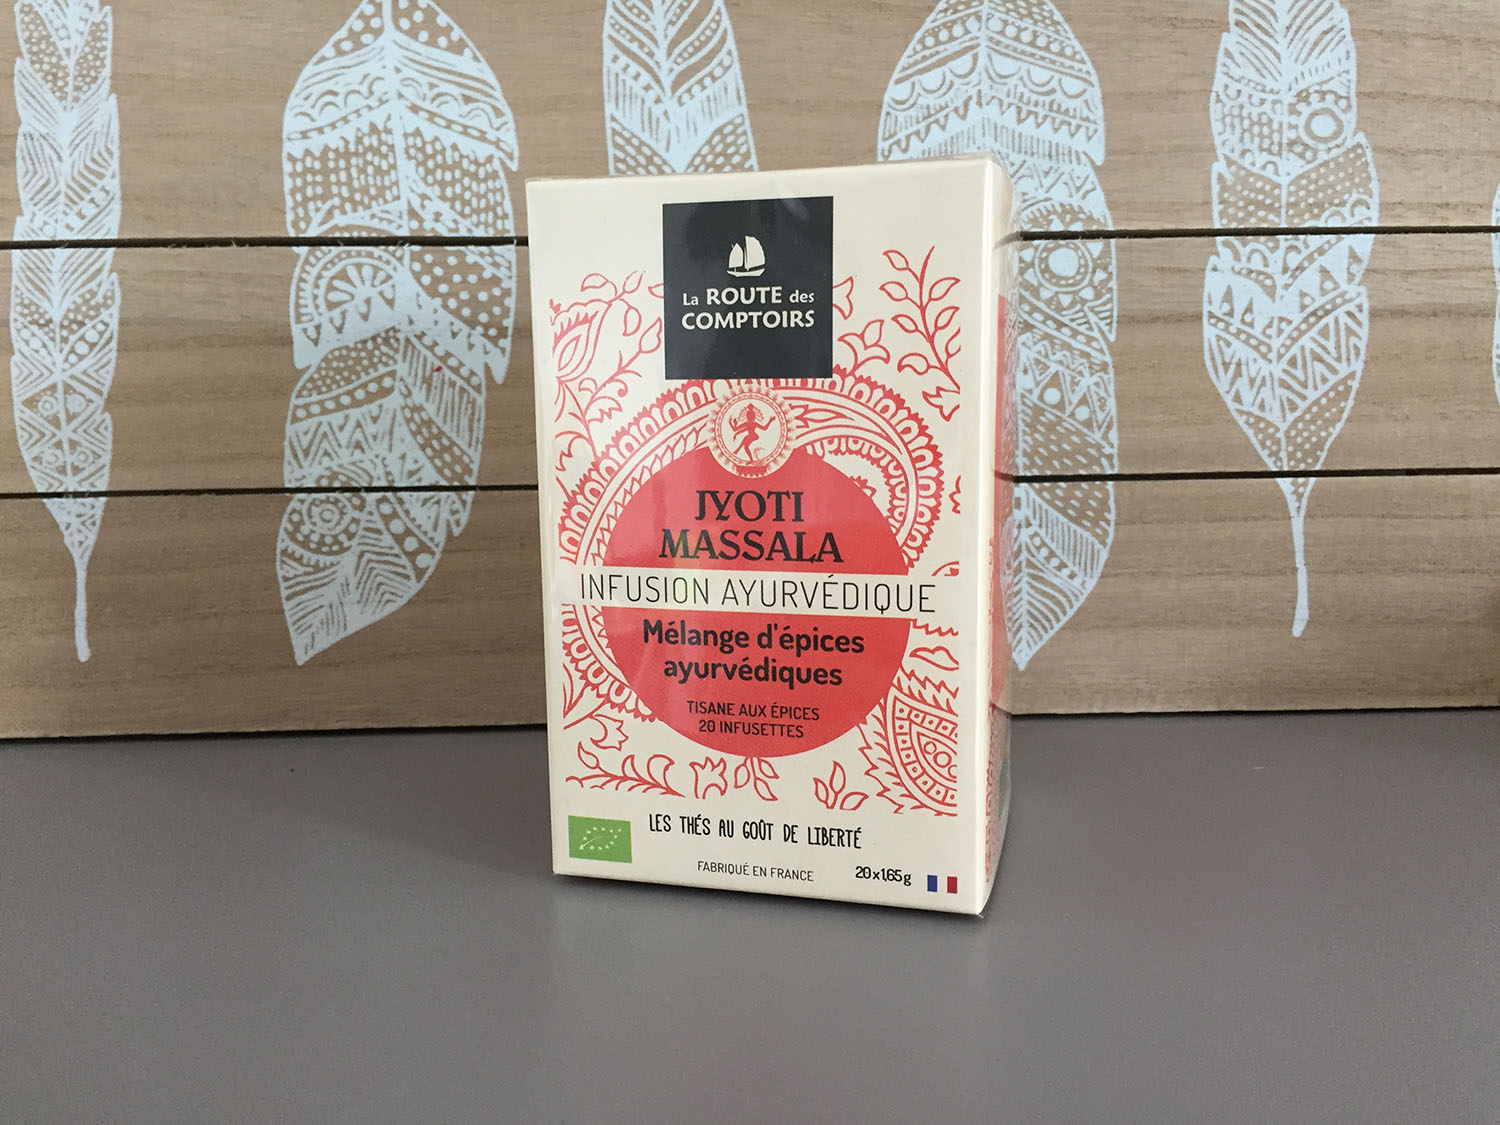 La ROUTE des
COMPTOIRS
JYOTI
MASSALA
INFUSION AYURVÉDIQUE
Mélange d'épices
ayurvédiques
TISANE AUX ÉPICES
20 INFUSETTES
LES THÉS AU GOÛT DE LIBERTÉ
FABRIQUÉ EN FRANCE
20x1,65g